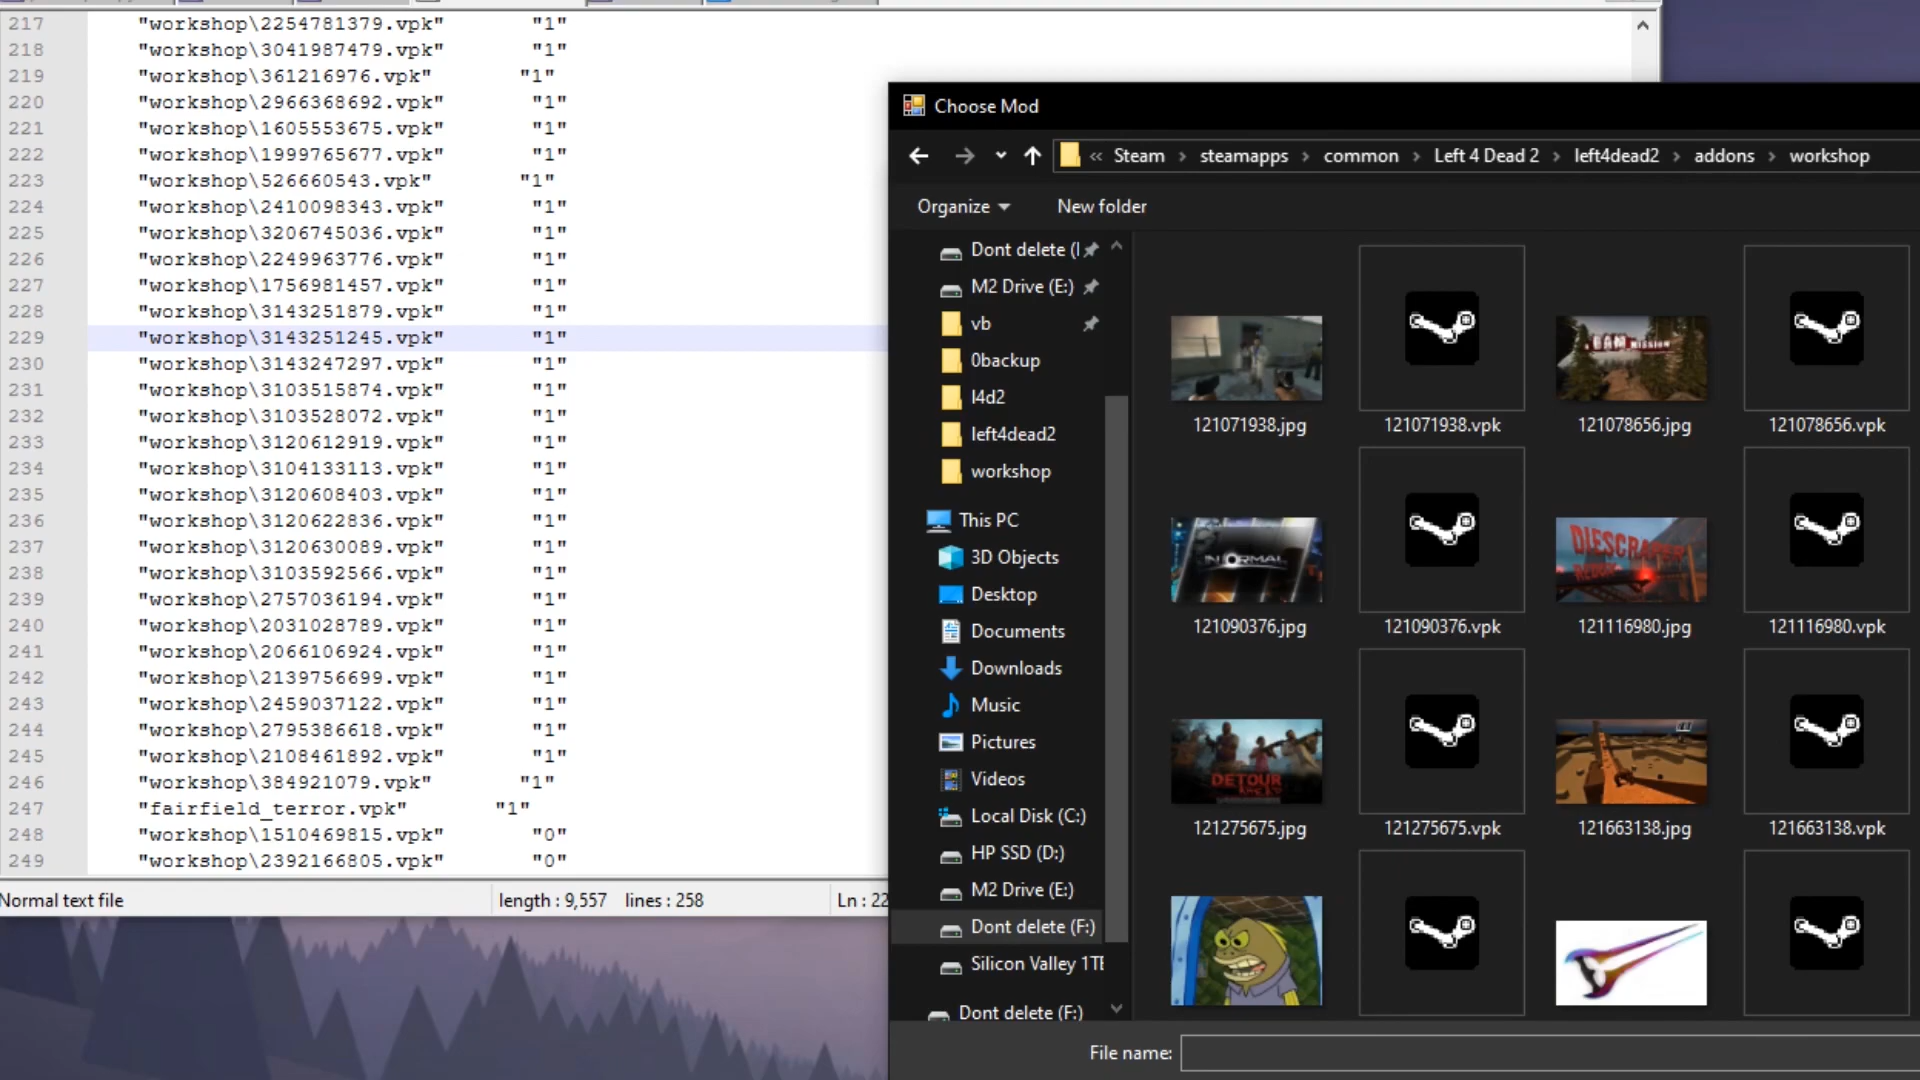 217 "workshop\2254781379.vpk" "1"
218 "workshop\3041987479.vpk" "1"
219 "workshop\361216976.vpk" "1"
220 "workshop\2966368692.vpk" "1"
221 "workshop\1605553675.vpk" "1"
222 "workshop\1999765677.vpk" "1"
223 "workshop\526660543.vpk" "1"
224 "workshop\2410098343.vpk" "1"
225 "workshop\3206745036.vpk" "1"
226 "workshop\2249963776.vpk" "1"
227 "workshop\1756981457.vpk" "1"
228 "workshop\3143251879.vpk" "1"
229 "workshop\3143251245.vpk" "1"
230 "workshop\3143247297.vpk" "1"
231 "workshop\3103515874.vpk" "1"
232 "workshop\3103528072.vpk" "1"
233 "workshop\3120612919.vpk" "1"
234 "workshop\3104133113.vpk" "1"
235 "workshop\3120608403.vpk" "1"
236 "workshop\3120622836.vpk" "1"
237 "workshop\3120630089.vpk" "1"
238 "workshop\3103592566.vpk" "1"
239 "workshop\2757036194.vpk" "1"
240 "workshop\2031028789.vpk" "1"
241 "workshop\2066106924.vpk" "1"
242 "workshop\2139756699.vpk" "1"
243 "workshop\2459037122.vpk" "1"
244 "workshop\2795386618.vpk" "1"
245 "workshop\2108461892.vpk" "1"
246 "workshop\384921079.vpk" "1"
247 "fairfield_terror.vpk" "1"
248 "workshop\1510469815.vpk" "0"
249 "workshop\2392166805.vpk" "0"
Normal text file length : 9,557 lines : 258 Ln : 22
Choose Mod
« Steam › steamapps › common › Left 4 Dead 2 › left4dead2 › addons › workshop
Organize New folder
Dont delete (
M2 Drive (E:)
vb
0backup
l4d2
left4dead2
workshop
This PC
3D Objects
Desktop
Documents
Downloads
Music
Pictures
Videos
Local Disk (C:)
HP SSD (D:)
M2 Drive (E:)
Dont delete (F:)
Silicon Valley 1TE
Dont delete (F:)
MISSION
121071938.jpg 121071938.vpk 121078656.jpg 121078656.vpk
DIESCRAPER
121090376.jpg 121090376.vpk 121116980.jpg 121116980.vpk
DETOUR
121275675.jpg 121275675.vpk 121663138.jpg 121663138.vpk
File name: